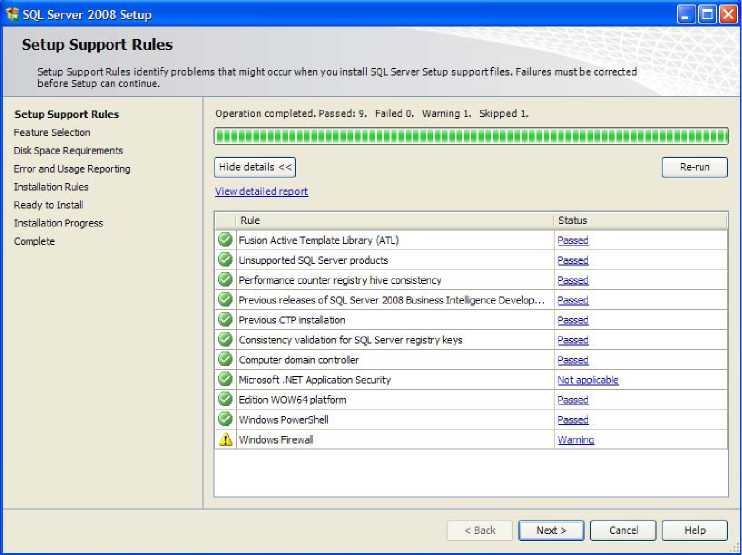 SQL Server 2008 Setup
Setup Support Rules
Setup Support Rules identify problems that might occur when you install SQL Server Setup support files. Failures must be corrected
before Setup can continue.
Setup Support Rules
Feature Selection
Disk Space Requirements
Error and Usage Reporting
Installation Rules
Ready to Install
Installation Progress
Complete
Operation completed. Passed: 9. Failed 0. Warning 1. Skipped 1.
Hide details <<
Re-run
View detailed report
Rule Status
Fusion Active Template Library (ATL) Passed
Unsupported SQL Server products Passed
Performance counter registry hive consistency Passed
Previous releases of SQL Server 2008 Business Intelligence Develop... Passed
Previous CTP installation Passed
Consistency validation for SQL Server registry keys Passed
Computer domain controller Passed
Microsoft .NET Application Security Not applicable
Edition WOW64 platform Passed
Windows PowerShell Passed
Windows Firewall Warning
< Back Next > Cancel Help